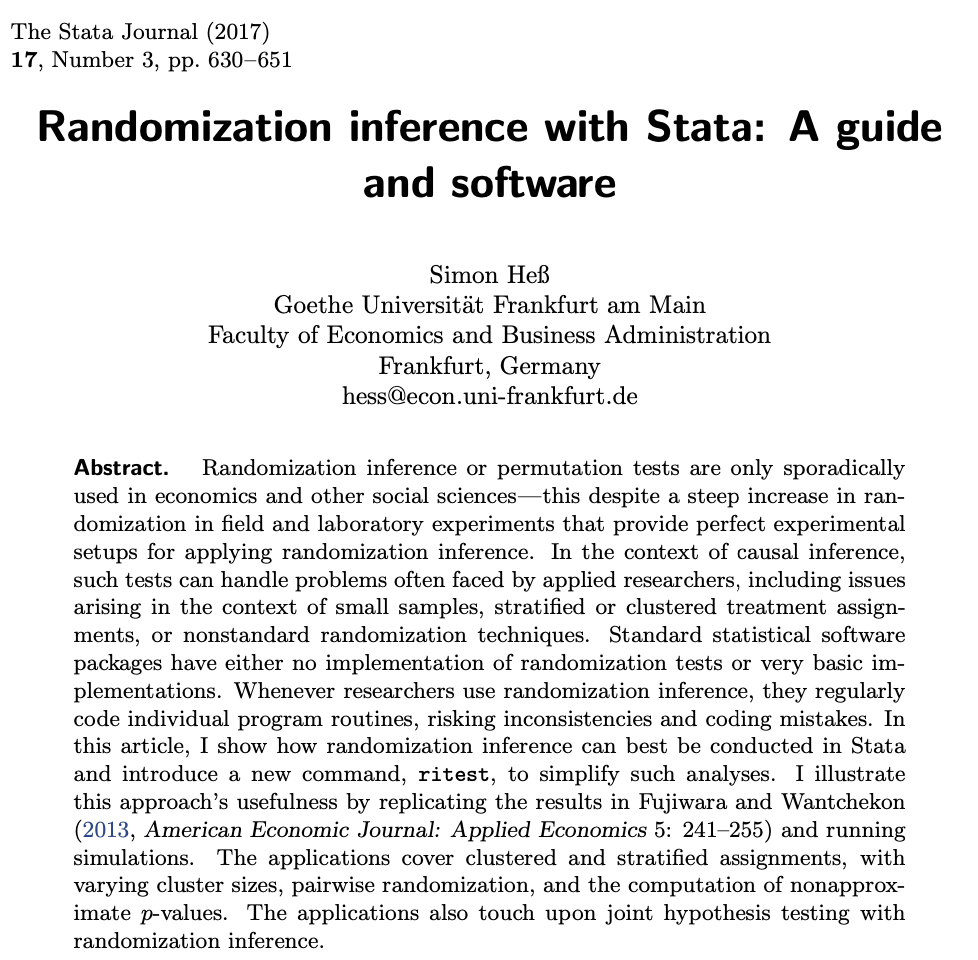 The Stata Journal (2017)
17, Number 3, pp. 630–651
Randomization inference with Stata: A guide
and software
Simon Heß
Goethe Universität Frankfurt am Main
Faculty of Economics and Business Administration
Frankfurt, Germany
hess@econ.uni-frankfurt.de
Abstract. Randomization inference or permutation tests are only sporadically
used in economics and other social sciences—this despite a steep increase in ran-
domization in field and laboratory experiments that provide perfect experimental
setups for applying randomization inference. In the context of causal inference,
such tests can handle problems often faced by applied researchers, including issues
arising in the context of small samples, stratified or clustered treatment assign-
ments, or nonstandard randomization techniques. Standard statistical software
packages have either no implementation of randomization tests or very basic im-
plementations. Whenever researchers use randomization inference, they regularly
code individual program routines, risking inconsistencies and coding mistakes. In
this article, I show how randomization inference can best be conducted in Stata
and introduce a new command, ritest, to simplify such analyses. I illustrate
this approach's usefulness by replicating the results in Fujiwara and Wantchekon
(2013, American Economic Journal: Applied Economics 5: 241–255) and running
simulations. The applications cover clustered and stratified assignments, with
varying cluster sizes, pairwise randomization, and the computation of nonapprox-
imate p-values. The applications also touch upon joint hypothesis testing with
randomization inference.